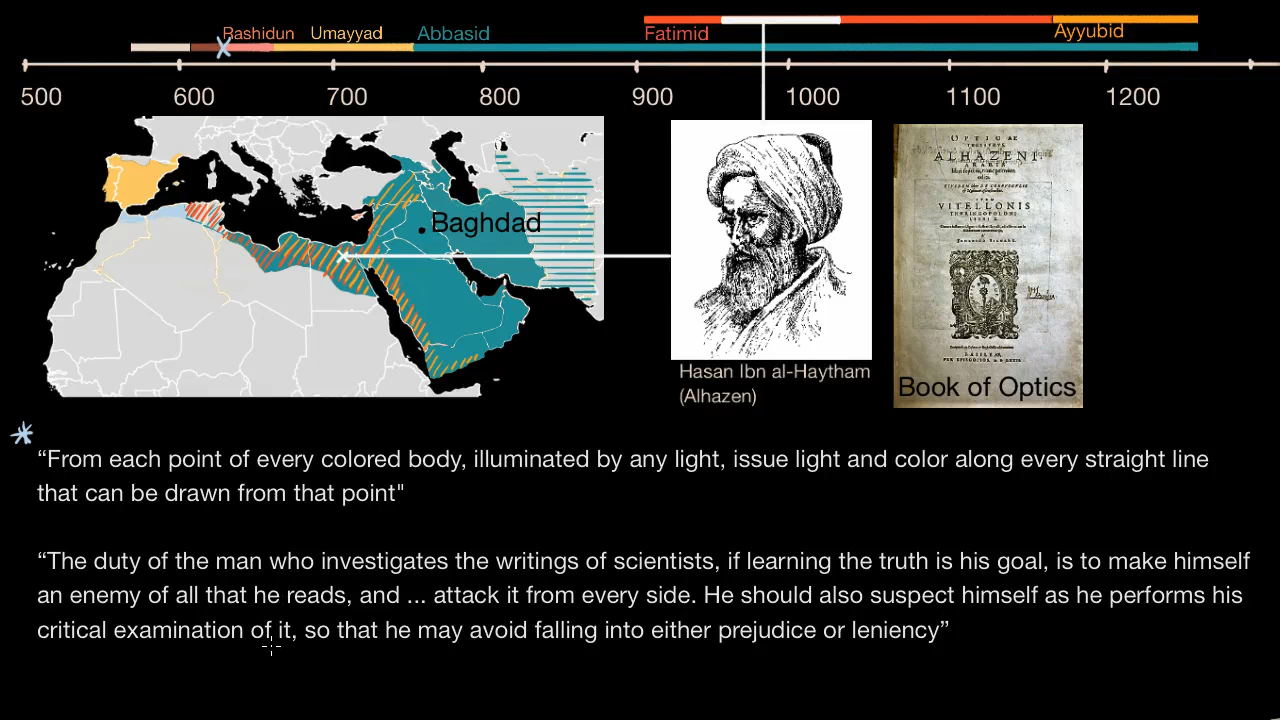 Rashidun Umayyad Abbasid Fatimid Ayyubid
500 600 700 800 900 1000 1100 1200
Baghdad
OPTICAE
THESAVRVS
ALHAZENI
ARABIS
VITELLONIS
THVRINGOPOLONI
LIBRI X.
BASILEAE,
Book of Optics
Hasan Ibn al-Haytham
(Alhazen)
“From each point of every colored body, illuminated by any light, issue light and color along every straight line
that can be drawn from that point"
“The duty of the man who investigates the writings of scientists, if learning the truth is his goal, is to make himself
an enemy of all that he reads, and ... attack it from every side. He should also suspect himself as he performs his
critical examination of it, so that he may avoid falling into either prejudice or leniency”